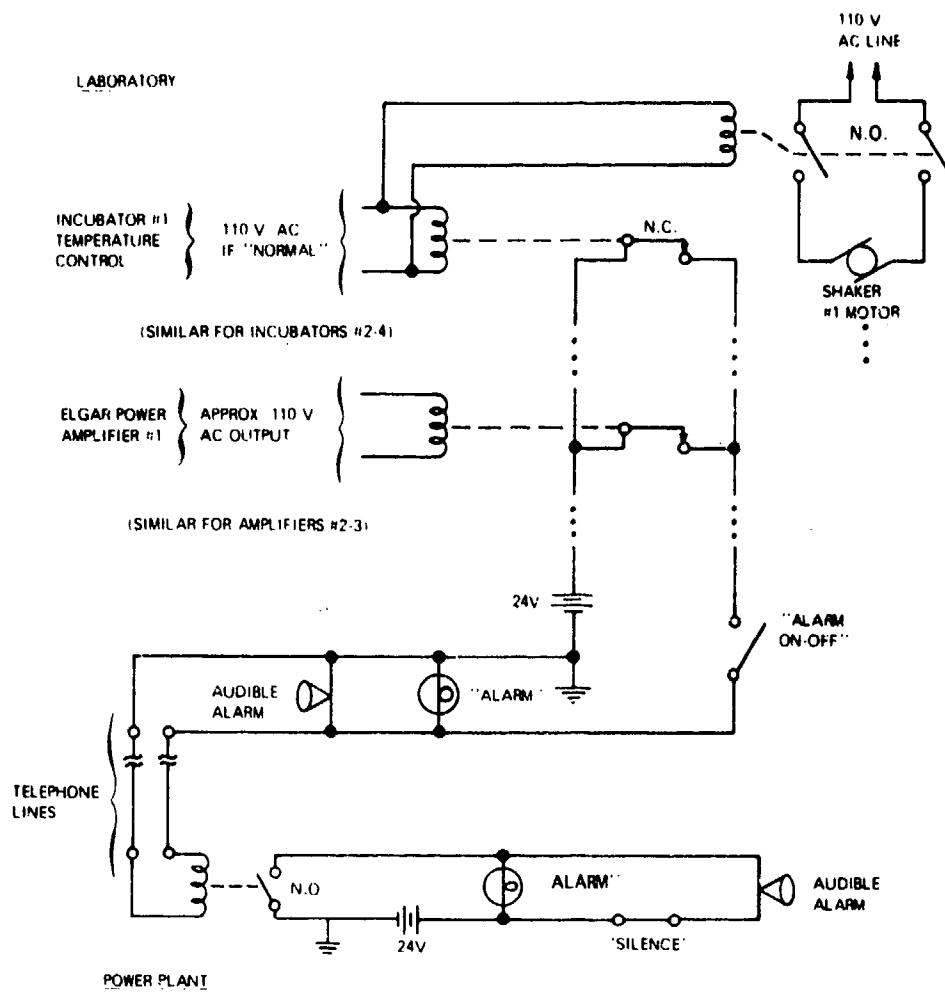 110 V
AC LINE
LABORATORY
N.O.
INCUBATOR #1
TEMPERATURE
CONTROL
110 V AC
IF "NORMAL"
N.C.
SHAKER
#1 MOTOR
(SIMILAR FOR INCUBATORS #2-4)
ELGAR POWER
AMPLIFIER #1
APPROX 110 V
AC OUTPUT
(SIMILAR FOR AMPLIFIERS #2-3)
24V
"ALARM
ON-OFF"
AUDIBLE
ALARM
"ALARM"
TELEPHONE
LINES
N.O
ALARM"
AUDIBLE
ALARM
24V
'SILENCE'
POWER PLANT